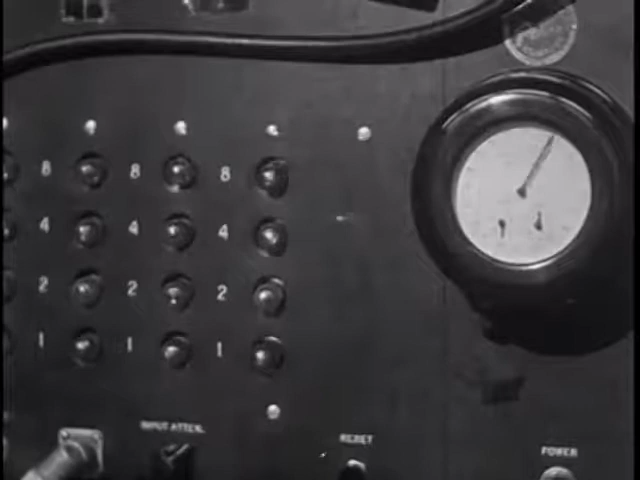 8 8 8
4 4 4
2 2 2
1 1 1
INPUT ATTEN.
RESET
POWER